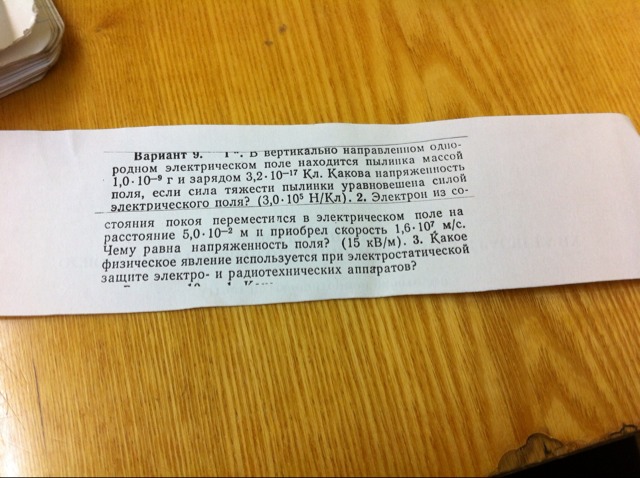 Вариант 9. 1 . В вертикально направленном одно-
родном электрическом поле находится пылинка массой
1,0·10⁻⁹ г и зарядом 3,2·10⁻¹⁷ Кл. Какова напряженность
поля, если сила тяжести пылинки уравновешена силой
электрического поля? (3,0·10⁵ Н/Кл). 2. Электрон из со-
стояния покоя переместился в электрическом поле на
расстояние 5,0·10⁻² м и приобрел скорость 1,6·10⁷ м/с.
Чему равна напряженность поля? (15 кВ/м). 3. Какое
физическое явление используется при электростатической
защите электро- и радиотехнических аппаратов?